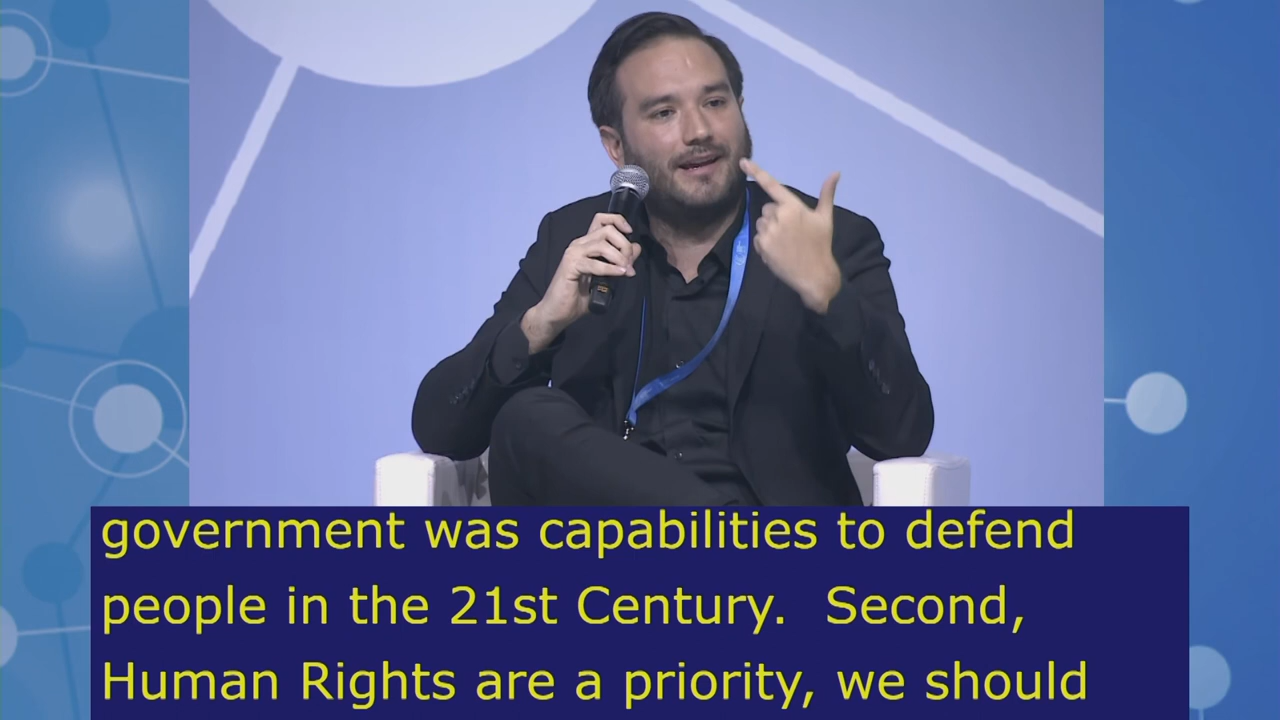 government was capabilities to defend
people in the 21st Century.  Second,
Human Rights are a priority, we should